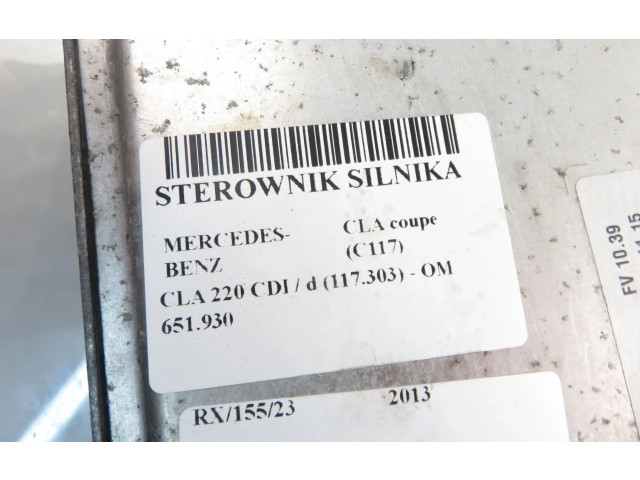 STEROWNIK SILNIKA
MERCEDES-
BENZ
CLA coupe
(C117)
CLA 220 CDI / d (117.303) - OM
651.930
RX/155/23 2013
FV 10.39